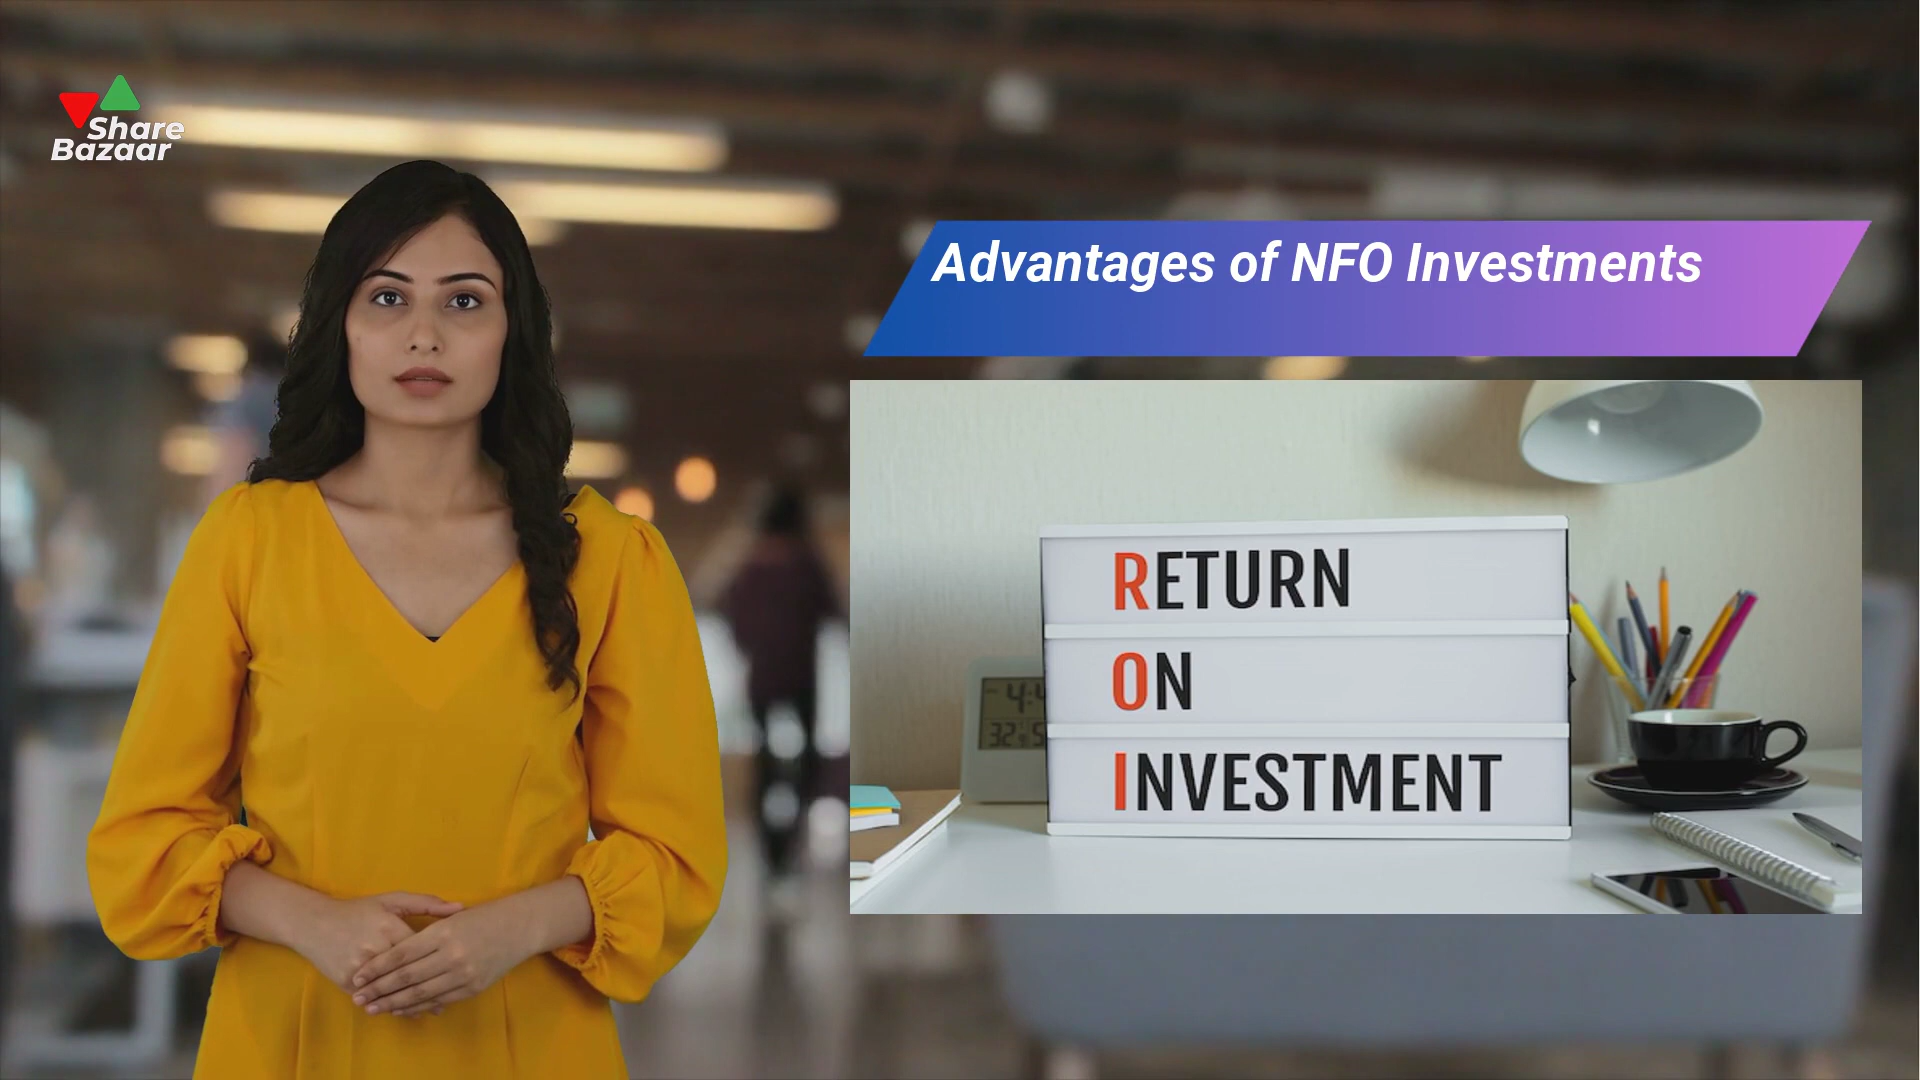 Share
Bazaar
Advantages of NFO Investments
RETURN
ON
INVESTMENT